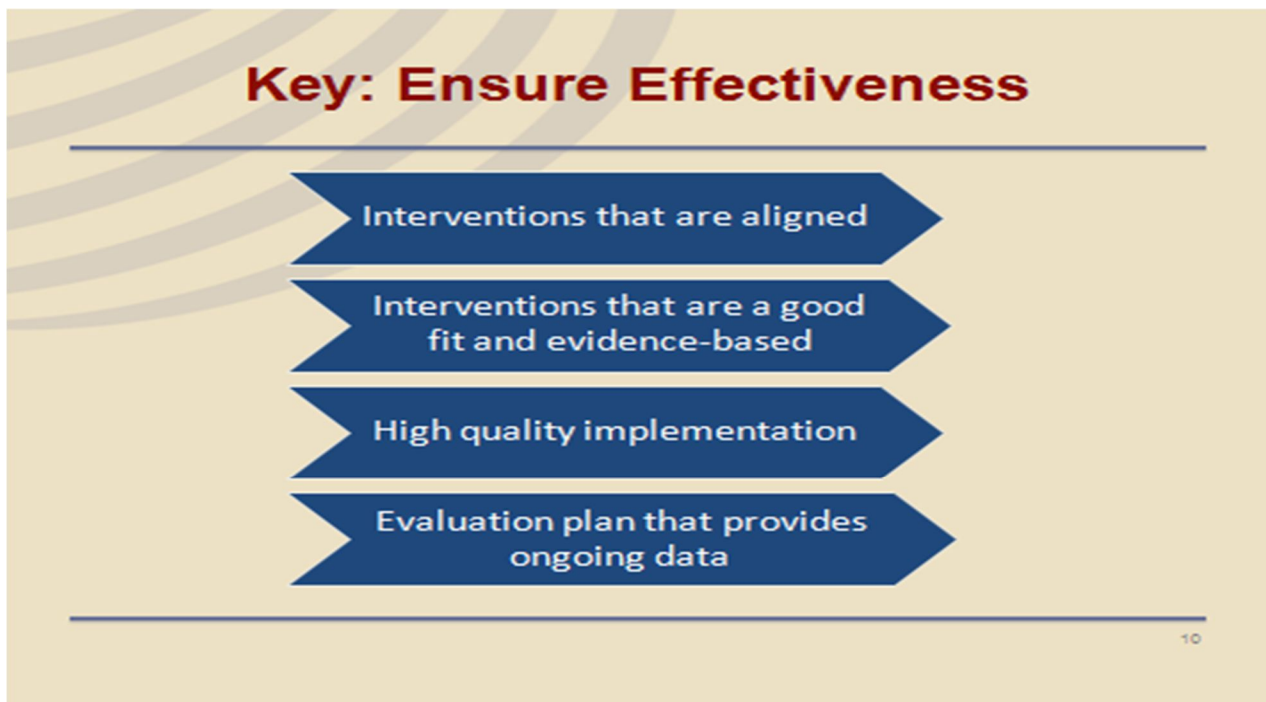 Key: Ensure Effectiveness
Interventions that are aligned
Interventions that are a good
fit and evidence-based
High quality implementation
Evaluation plan that provides
ongoing data
10